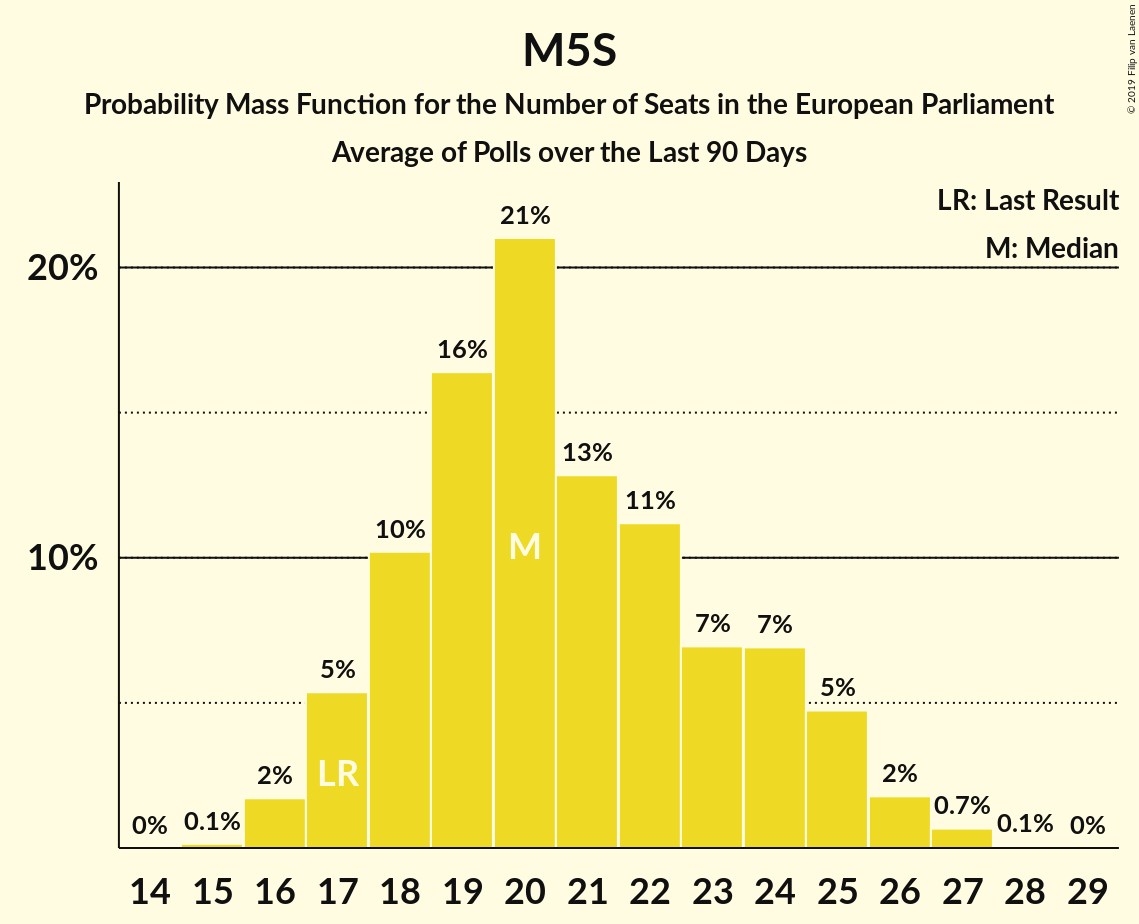 M5S
Probability Mass Function for the Number of Seats in the European Parliament
Average of Polls over the Last 90 Days
© 2019 Filip van Laenen
LR: Last Result
M: Median
20%
10%
0%
0.1%
2%
5%
10%
16%
21%
13%
11%
7%
7%
5%
2%
0.7%
0.1%
0%
LR
M
14 15 16 17 18 19 20 21 22 23 24 25 26 27 28 29